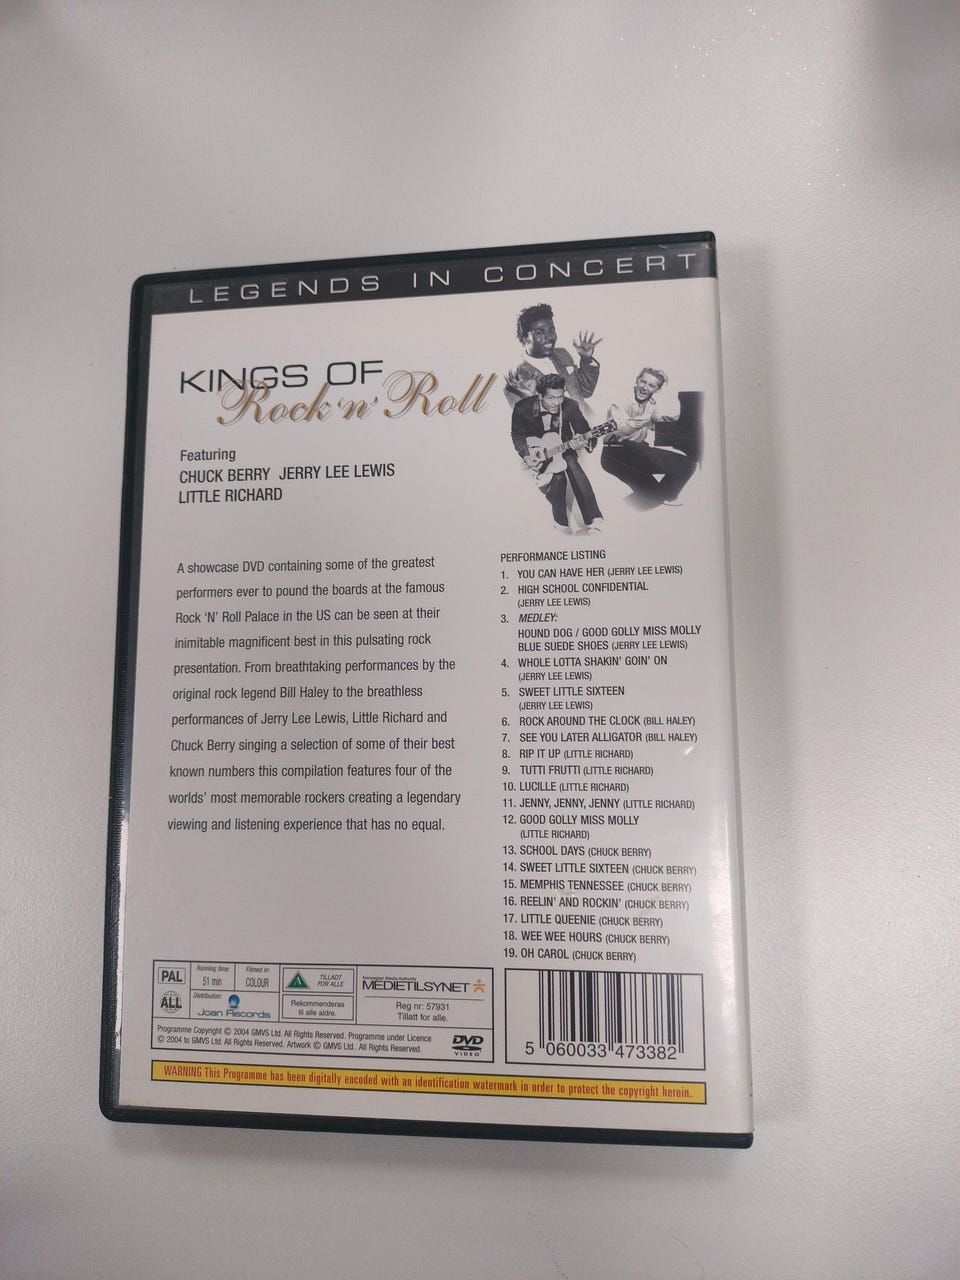 LEGENDS IN CONCERT
KINGS OF
Rock 'n' Roll
Featuring
CHUCK BERRY JERRY LEE LEWIS
LITTLE RICHARD
A showcase DVD containing some of the greatest
performers ever to pound the boards at the famous
Rock 'N' Roll Palace in the US can be seen at their
inimitable magnificent best in this pulsating rock
presentation. From breathtaking performances by the
original rock legend Bill Haley to the breathless
performances of Jerry Lee Lewis, Little Richard and
Chuck Berry singing a selection of some of their best
known numbers this compilation features four of the
worlds' most memorable rockers creating a legendary
viewing and listening experience that has no equal.
PERFORMANCE LISTING
1. YOU CAN HAVE HER (JERRY LEE LEWIS)
2. HIGH SCHOOL CONFIDENTIAL
(JERRY LEE LEWIS)
3. MEDLEY:
HOUND DOG / GOOD GOLLY MISS MOLLY
BLUE SUEDE SHOES (JERRY LEE LEWIS)
4. WHOLE LOTTA SHAKIN' GOIN' ON
(JERRY LEE LEWIS)
5. SWEET LITTLE SIXTEEN
(JERRY LEE LEWIS)
6. ROCK AROUND THE CLOCK (BILL HALEY)
7. SEE YOU LATER ALLIGATOR (BILL HALEY)
8. RIP IT UP (LITTLE RICHARD)
9. TUTTI FRUTTI (LITTLE RICHARD)
10. LUCILLE (LITTLE RICHARD)
11. JENNY, JENNY, JENNY (LITTLE RICHARD)
12. GOOD GOLLY MISS MOLLY
(LITTLE RICHARD)
13. SCHOOL DAYS (CHUCK BERRY)
14. SWEET LITTLE SIXTEEN (CHUCK BERRY)
15. MEMPHIS TENNESSEE (CHUCK BERRY)
16. REELIN' AND ROCKIN' (CHUCK BERRY)
17. LITTLE QUEENIE (CHUCK BERRY)
18. WEE WEE HOURS (CHUCK BERRY)
19. OH CAROL (CHUCK BERRY)
PAL
Running time:
51 min
Filmed in:
COLOUR
ALL
Distribution:
Joan Records
TILLADT
FOR ALLE
Rekommenderas
til alle aldre.
Norwegian Media Authority
MEDIETILSYNET
Reg nr: 57931
Tillatt for alle.
Programme Copyright © 2004 GMVS Ltd. All Rights Reserved. Programme under Licence
© 2004 to GMVS Ltd. All Rights Reserved. Artwork © GMVS Ltd.. All Rights Reserved.
DVD
VIDEO
5 060033 473382
WARNING This Programme has been digitally encoded with an identification watermark in order to protect the copyright herein.